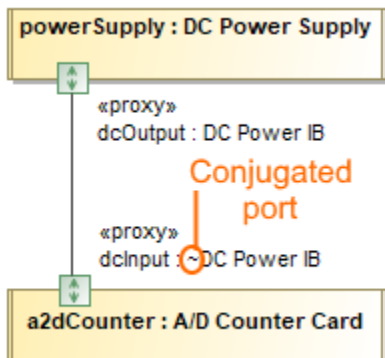 powerSupply : DC Power Supply
«proxy»
dcOutput : DC Power IB
Conjugated
port
«proxy»
dcInput : ~DC Power IB
a2dCounter : A/D Counter Card